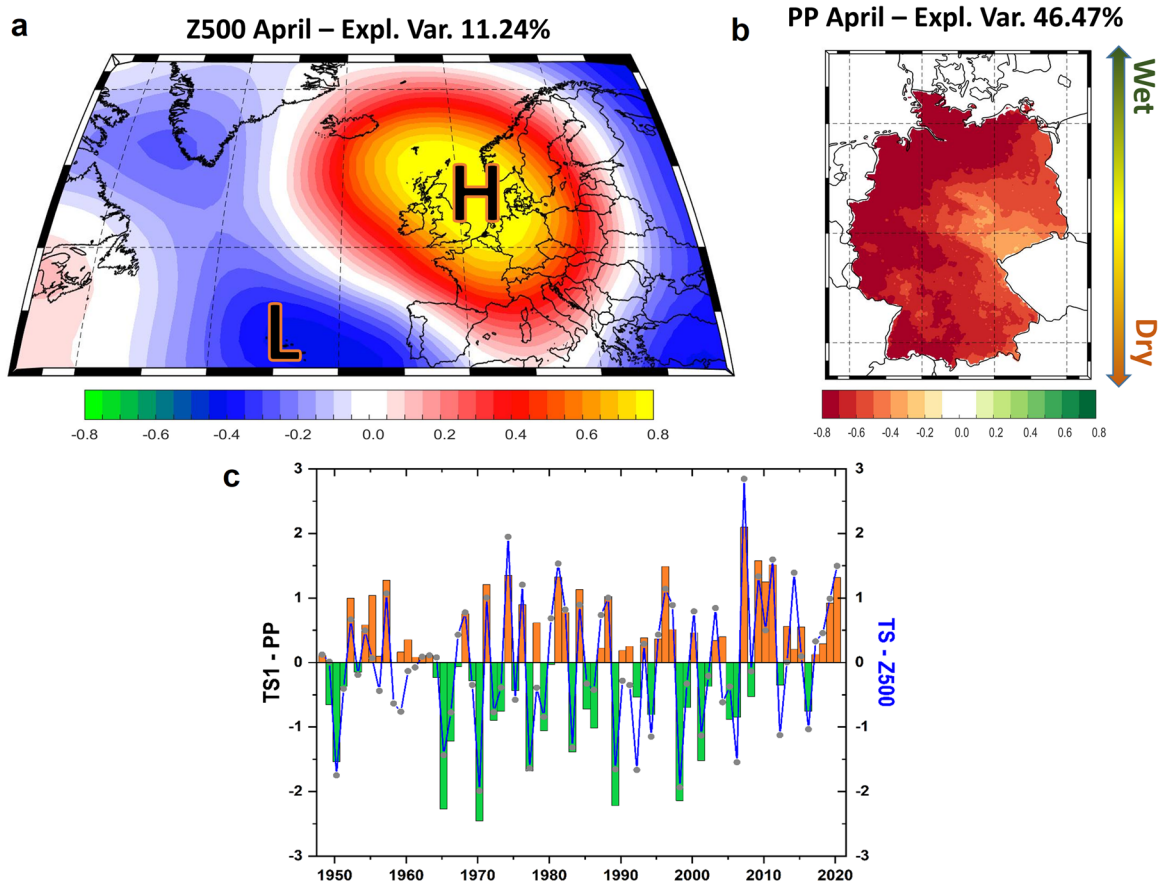 a
Z500 April – Expl. Var. 11.24%
H
L
-0.8 -0.6 -0.4 -0.2 0.0 0.2 0.4 0.6 0.8
b
PP April – Expl. Var. 46.47%
Wet
Dry
-0.8 -0.6 -0.4 -0.2 0.0 0.2 0.4 0.6 0.8
c
TS1 - PP
3
2
1
0
-1
-2
-3
3
2
1
0
-1
-2
-3
TS - Z500
1950 1960 1970 1980 1990 2000 2010 2020